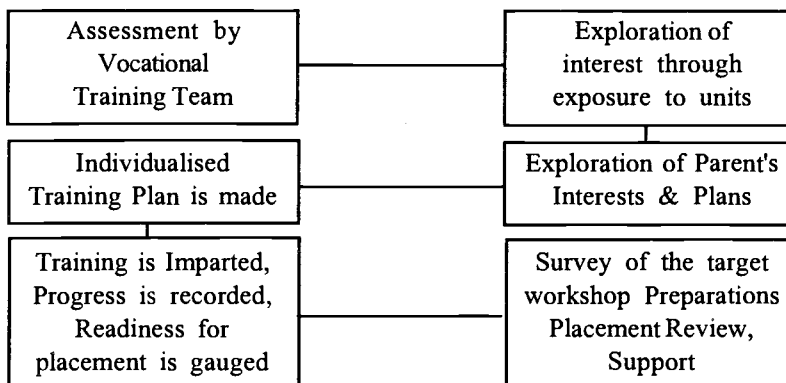 Assessment by
Vocational
Training Team
Exploration of
interest through
exposure to units
Individualised
Training Plan is made
Exploration of Parent's
Interests & Plans
Training is Imparted,
Progress is recorded,
Readiness for
placement is gauged
Survey of the target
workshop Preparations
Placement Review,
Support